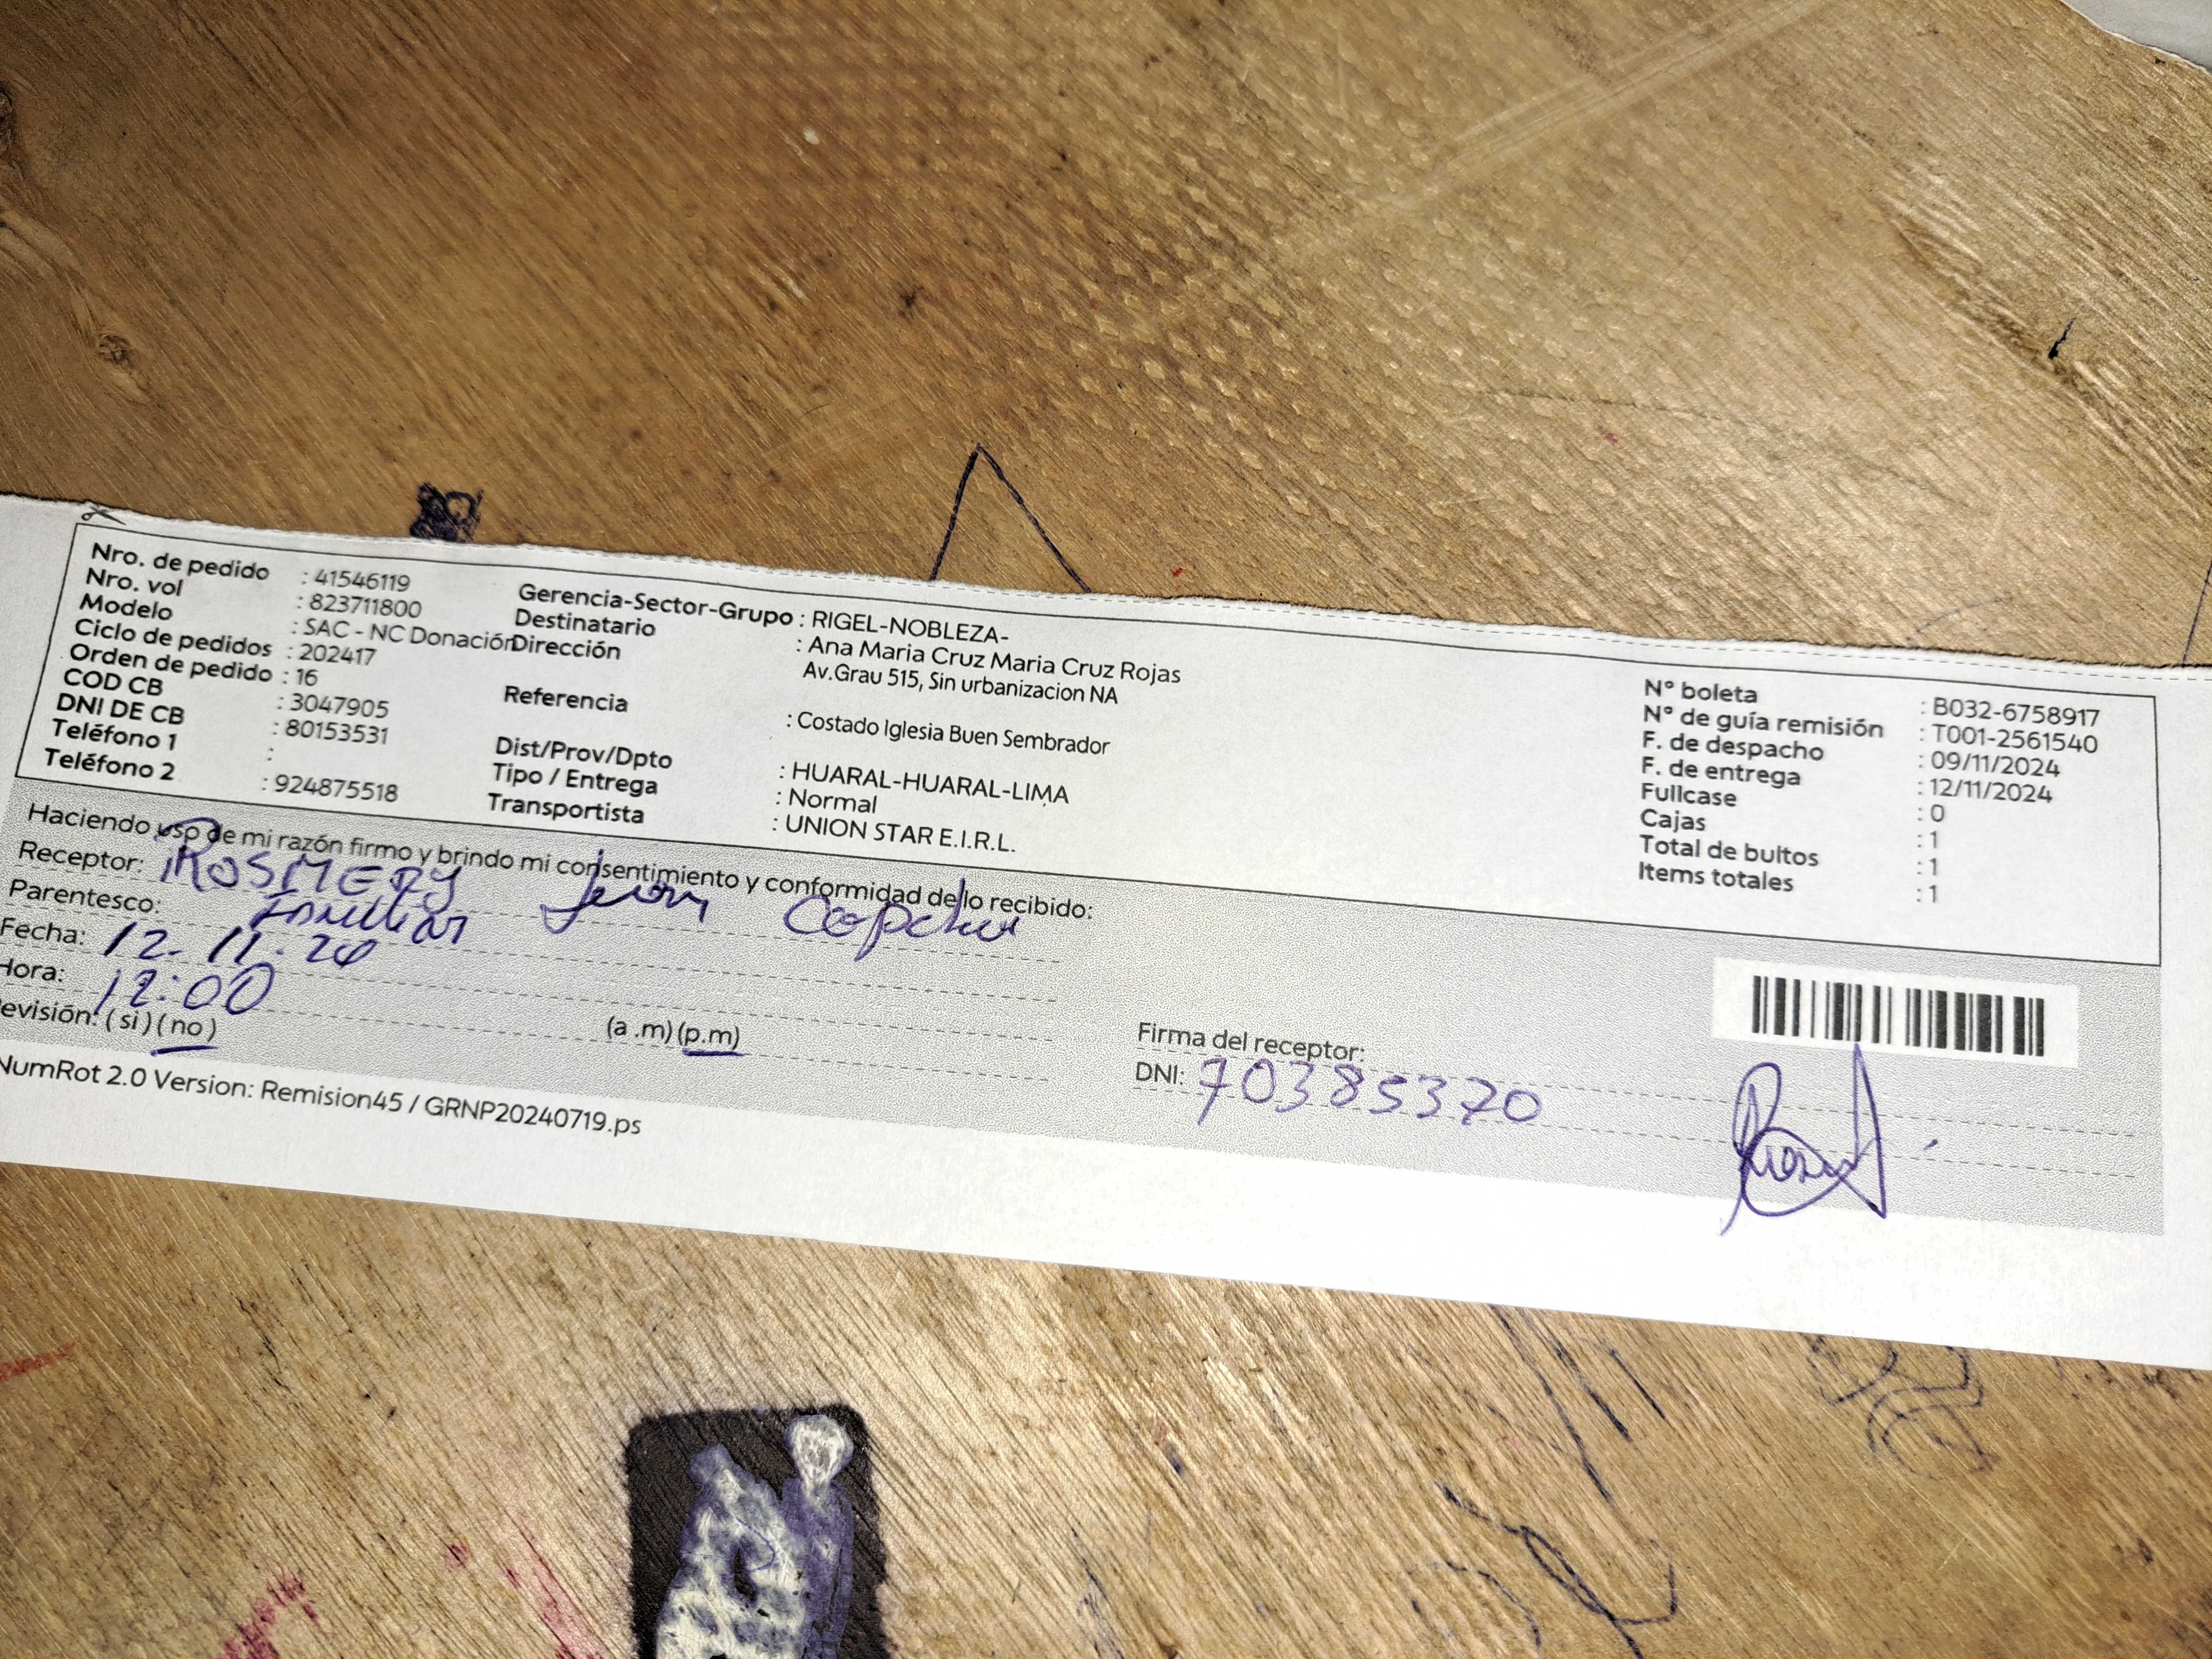 Nro. de pedido : 41546119
Nro. vol : 823711800
Modelo : SAC - NC Donación
Ciclo de pedidos : 202417
Orden de pedido : 16
COD CB : 3047905
DNI DE CB : 80153531
Teléfono 1 :
Teléfono 2 : 924875518
Gerencia-Sector-Grupo : RIGEL-NOBLEZA-
Destinatario : Ana Maria Cruz Maria Cruz Rojas
Dirección Av.Grau 515, Sin urbanizacion NA
Referencia : Costado Iglesia Buen Sembrador
Dist/Prov/Dpto : HUARAL-HUARAL-LIMA
Tipo / Entrega : Normal
Transportista : UNION STAR E.I.R.L.
N° boleta : B032-6758917
N° de guía remisión : T001-2561540
F. de despacho : 09/11/2024
F. de entrega : 12/11/2024
Fullcase : 0
Cajas : 1
Total de bultos : 1
Items totales : 1
Haciendo uso de mi razón firmo y brindo mi consentimiento y conformidad de lo recibido:
Receptor: ROSMERY
Parentesco: Familiar
Fecha: 12.11.24
Hora: 12:00 (a .m) (p.m)
evisión: ( si ) ( no )
Firma del receptor:
DNI: 70385370
NumRot 2.0 Version: Remision45 / GRNP20240719.ps